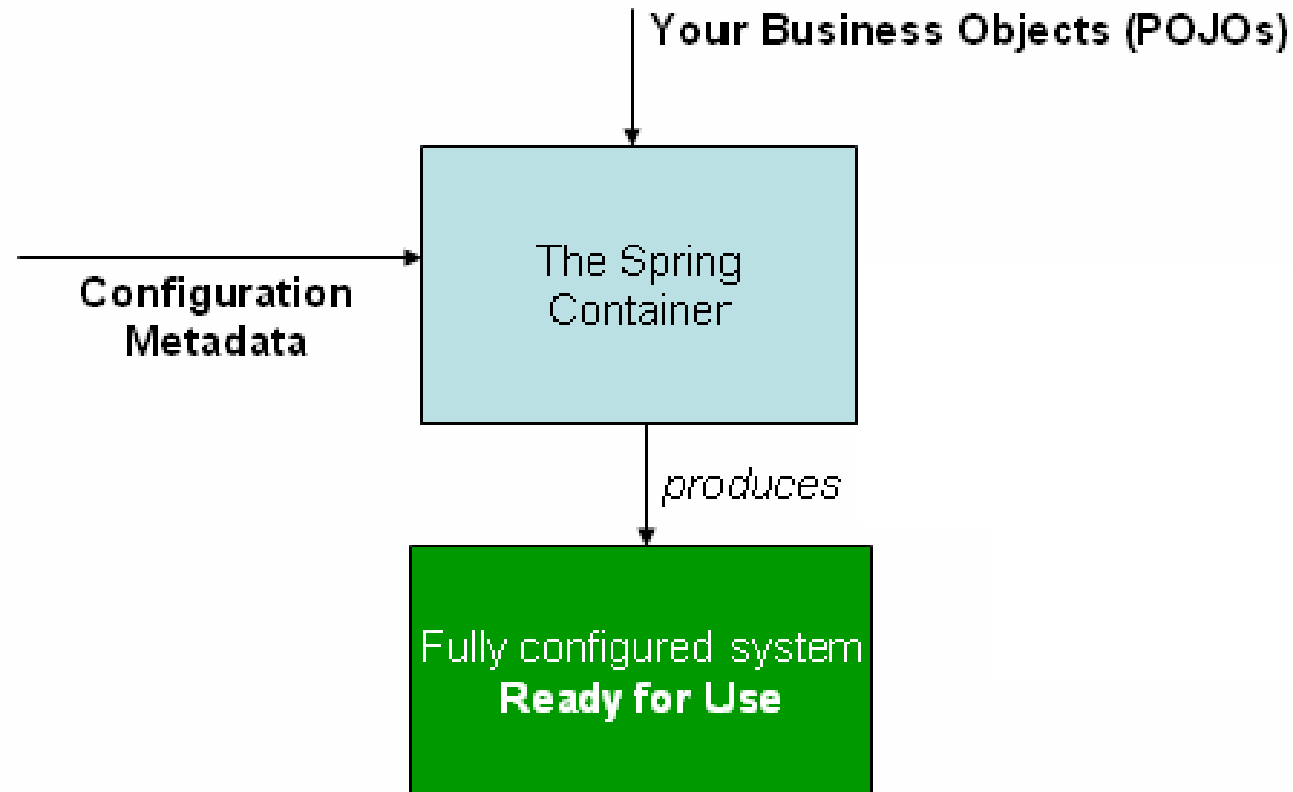 Your Business Objects (POJOs)
The Spring
Container
Configuration
Metadata
produces
Fully configured system
Ready for Use